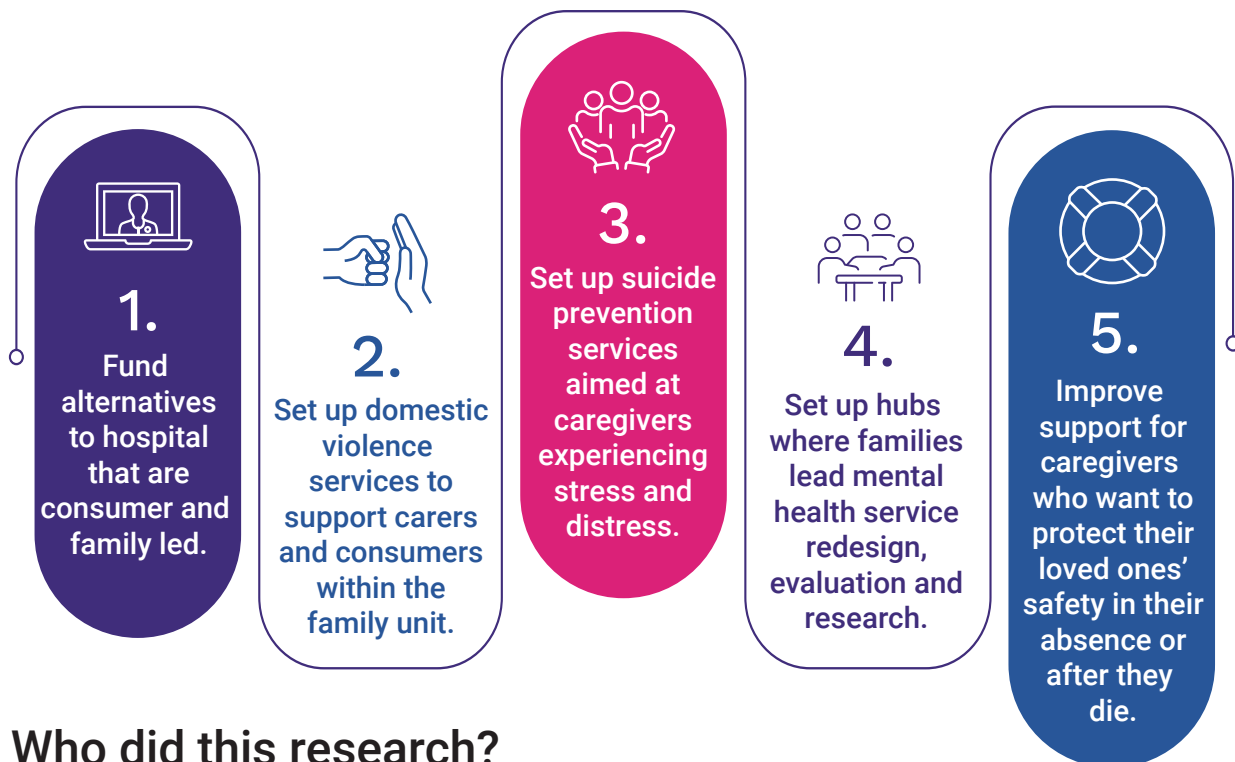 1.
Fund
alternatives
to hospital
that are
consumer and
family led.
2.
Set up domestic
violence
services to
support carers
and consumers
within the
family unit.
3.
Set up suicide
prevention
services
aimed at
caregivers
experiencing
stress and
distress.
4.
Set up hubs
where families
lead mental
health service
redesign,
evaluation and
research.
5.
Improve
support for
caregivers
who want to
protect their
loved ones’
safety in their
absence or
after they
die.
Who did this research?